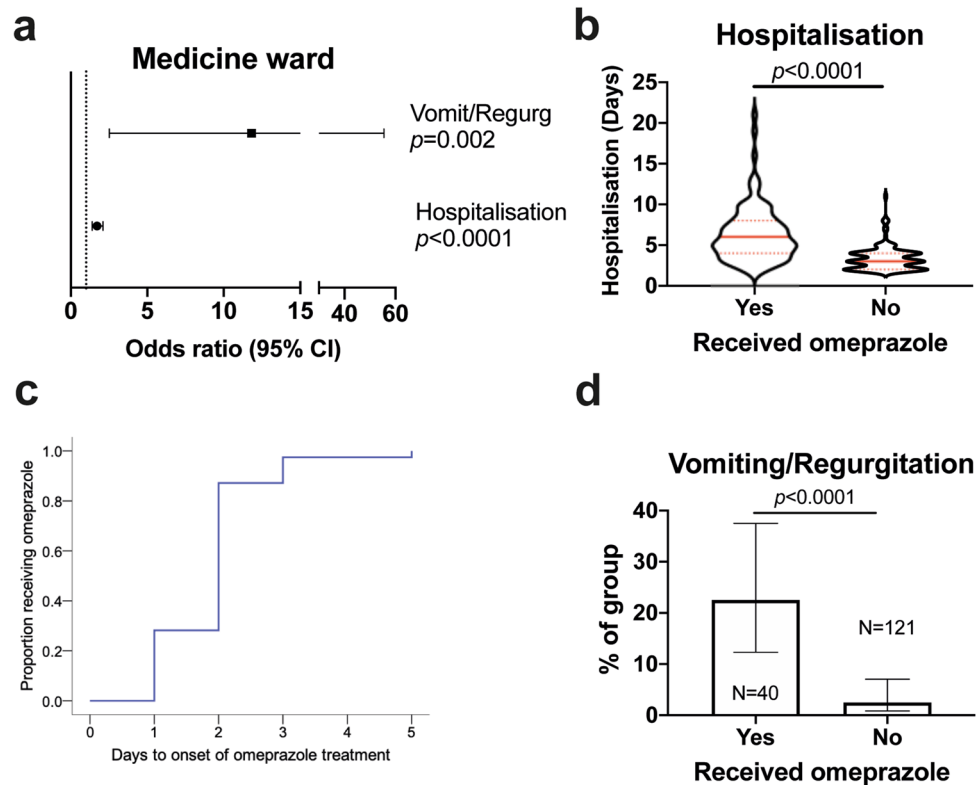 a
Medicine ward
Vomit/Regurg
p=0.002
Hospitalisation
p<0.0001
0 5 10 15 40 60
Odds ratio (95% CI)
b
Hospitalisation
p<0.0001
Hospitalisation (Days)
25
20
15
10
5
0
Yes No
Received omeprazole
c
Proportion receiving omeprazole
1.0
0.8
0.6
0.4
0.2
0.0
0 1 2 3 4 5
Days to onset of omeprazole treatment
d
Vomiting/Regurgitation
p<0.0001
% of group
40
30
20
10
0
N=121
N=40
Yes No
Received omeprazole